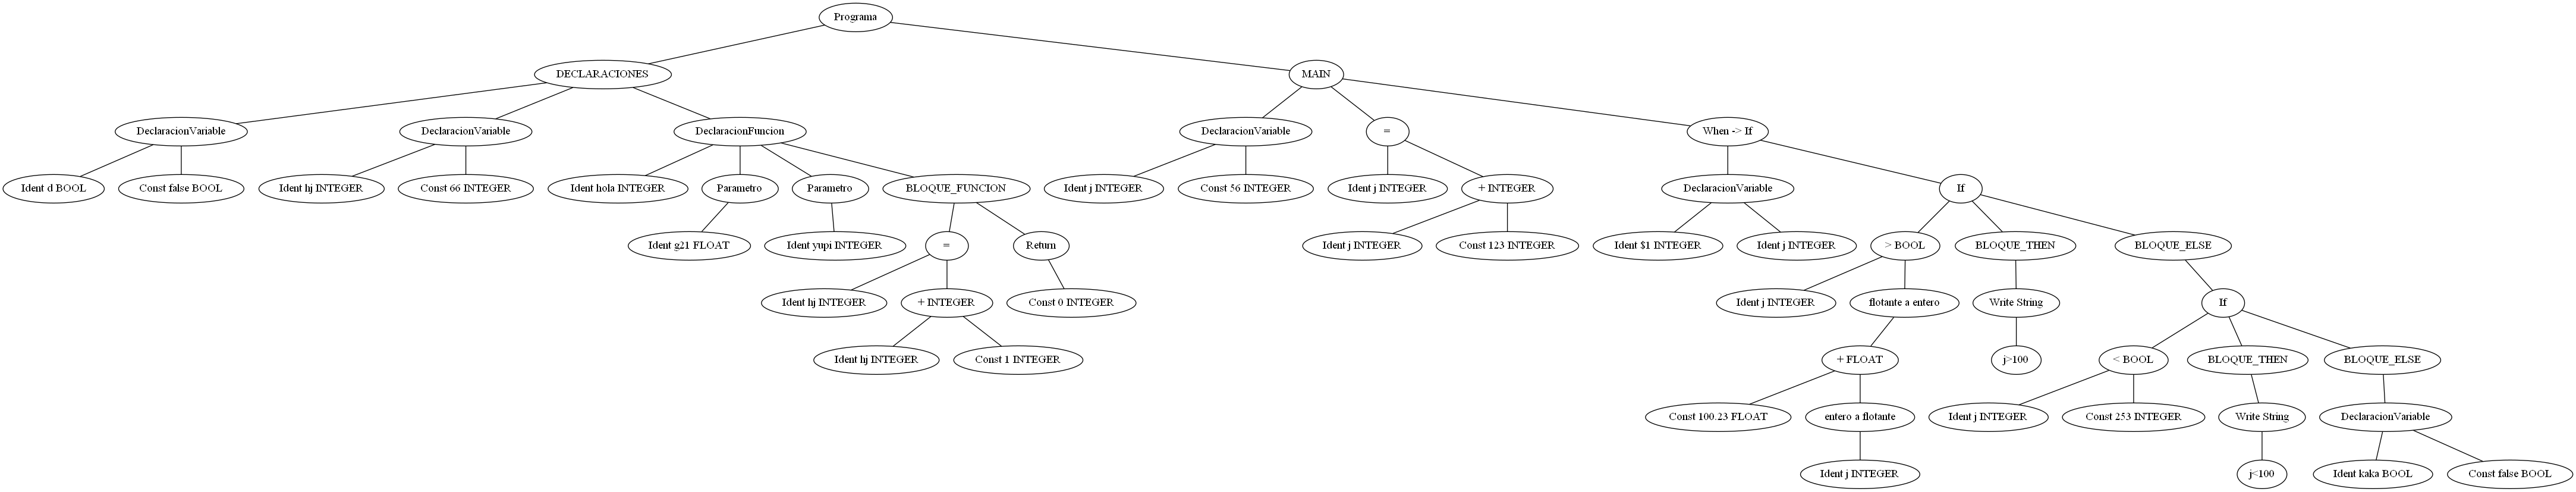 Programa
DECLARACIONES
MAIN
DeclaracionVariable
DeclaracionVariable
DeclaracionFuncion
DeclaracionVariable
=
When -> If
Ident d BOOL
Const false BOOL
Ident hj INTEGER
Const 66 INTEGER
Ident hola INTEGER
Parametro
Parametro
BLOQUE_FUNCION
Ident j INTEGER
Const 56 INTEGER
Ident j INTEGER
+ INTEGER
DeclaracionVariable
If
Ident g21 FLOAT
Ident yupi INTEGER
=
Return
Ident j INTEGER
Const 123 INTEGER
Ident $1 INTEGER
Ident j INTEGER
> BOOL
BLOQUE_THEN
BLOQUE_ELSE
Ident hj INTEGER
+ INTEGER
Const 0 INTEGER
Ident j INTEGER
flotante a entero
Write String
If
Ident hj INTEGER
Const 1 INTEGER
+ FLOAT
j>100
< BOOL
BLOQUE_THEN
BLOQUE_ELSE
Const 100.23 FLOAT
entero a flotante
Ident j INTEGER
Const 253 INTEGER
Write String
DeclaracionVariable
Ident j INTEGER
j<100
Ident kaka BOOL
Const false BOOL